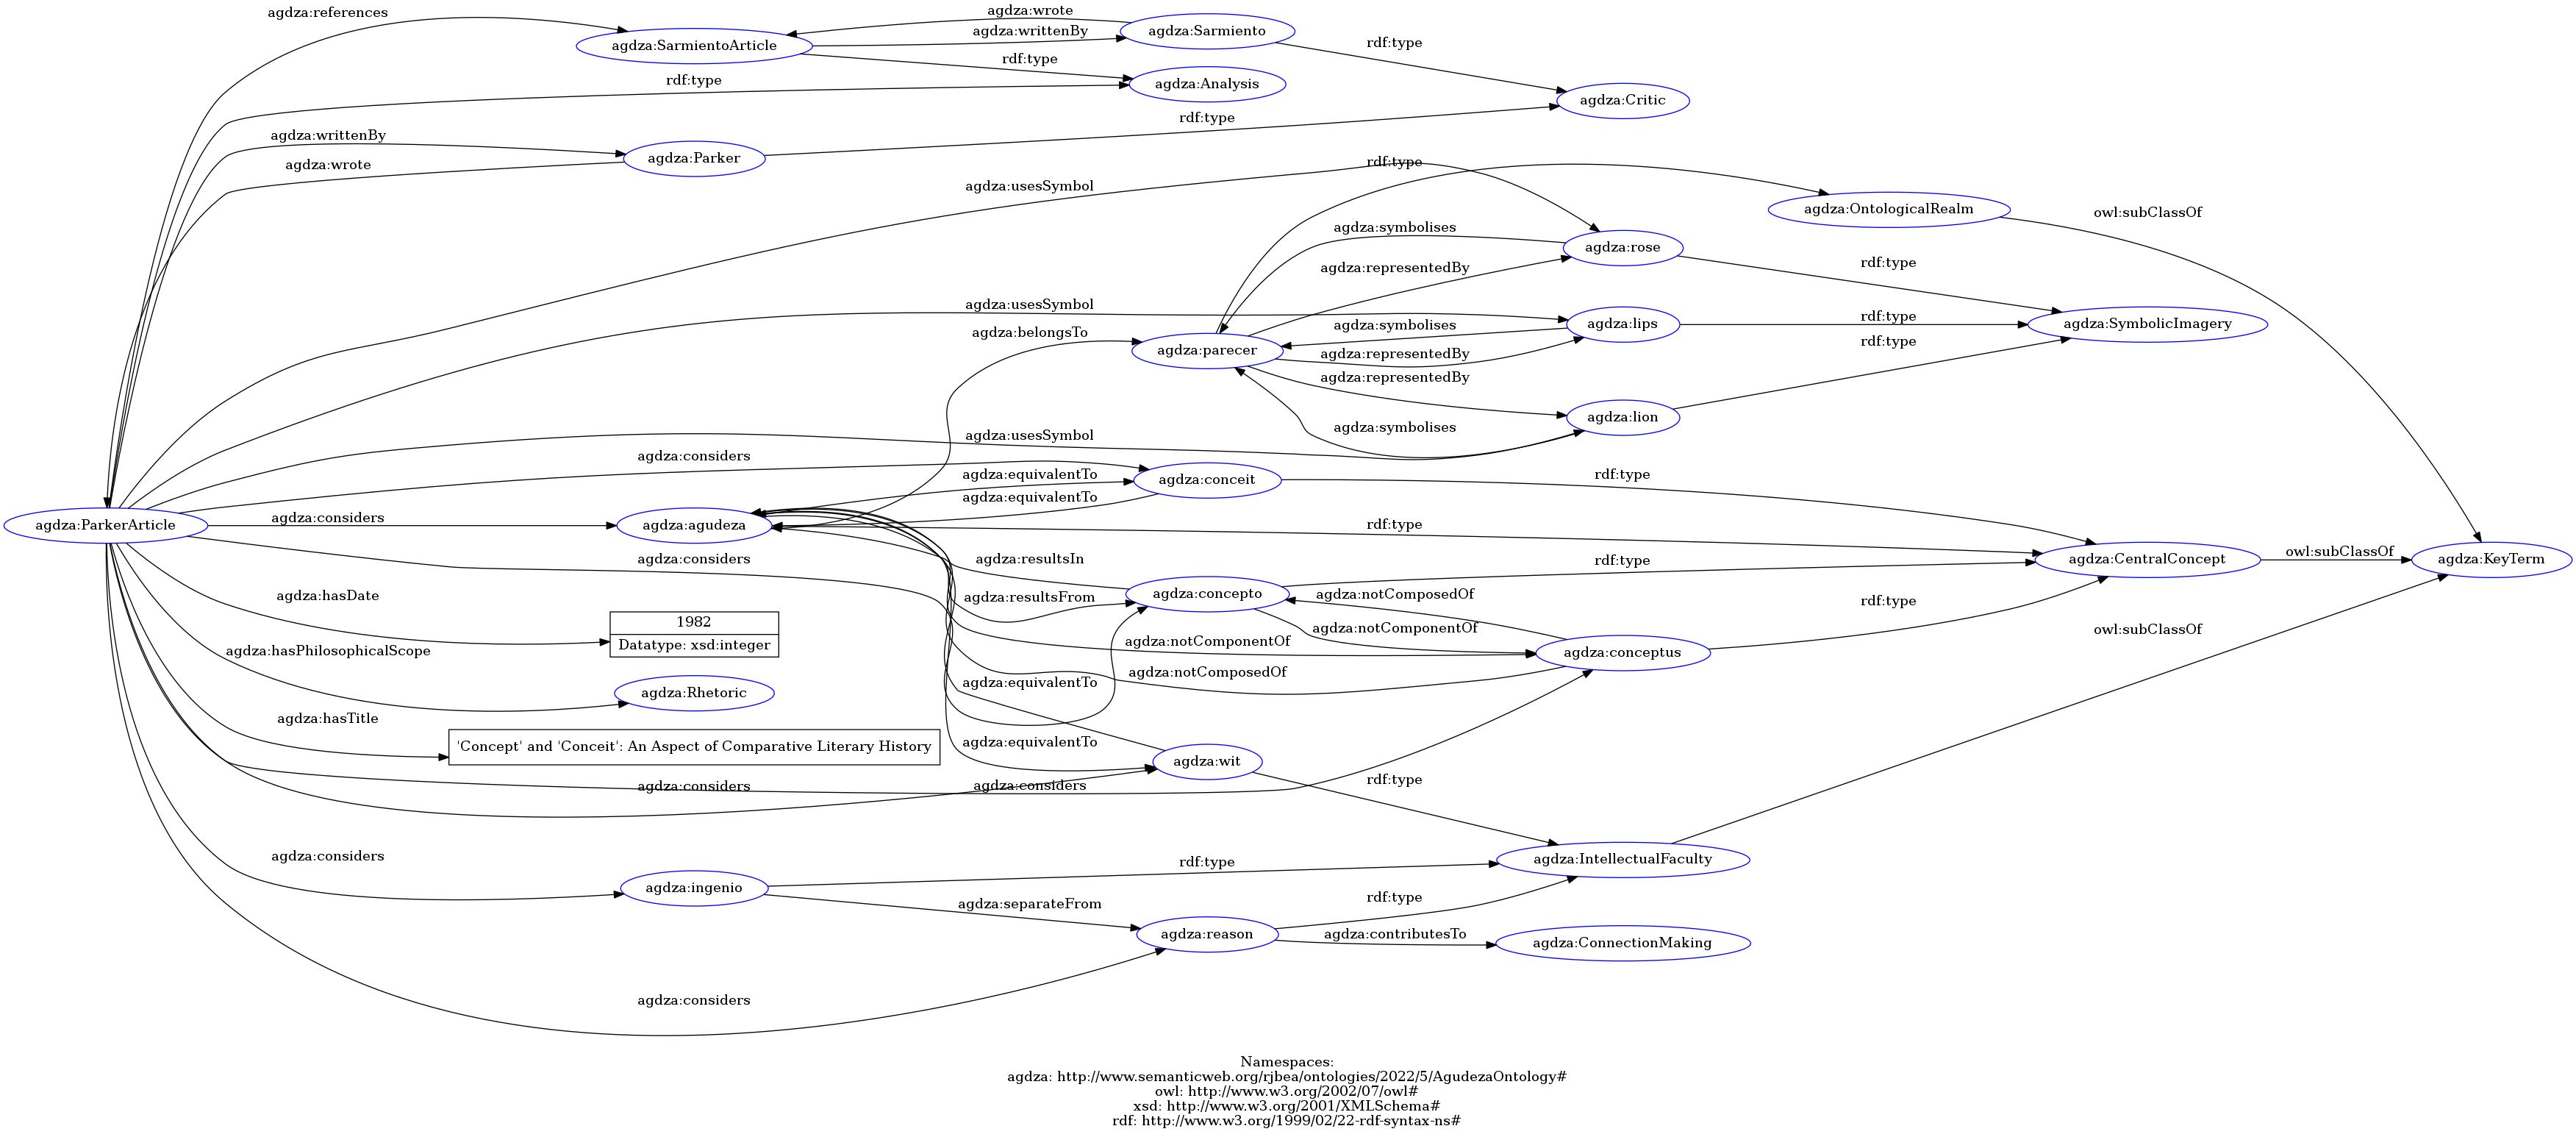 agdza:references
agdza:wrote
agdza:Sarmiento
agdza:SarmientoArticle
agdza:writtenBy
rdf:type
rdf:type
rdf:type
agdza:Analysis
agdza:Critic
rdf:type
agdza:writtenBy
agdza:Parker
agdza:wrote
rdf:type
agdza:usesSymbol
agdza:OntologicalRealm
owl:subClassOf
agdza:symbolises
agdza:rose
rdf:type
agdza:representedBy
agdza:usesSymbol
rdf:type
agdza:belongsTo
agdza:symbolises
agdza:lips
agdza:SymbolicImagery
agdza:parecer
agdza:representedBy
rdf:type
agdza:representedBy
agdza:lion
agdza:usesSymbol
agdza:symbolises
agdza:considers
agdza:equivalentTo
agdza:conceit
rdf:type
agdza:equivalentTo
agdza:ParkerArticle
agdza:considers
agdza:agudeza
rdf:type
agdza:considers
agdza:resultsIn
rdf:type
agdza:CentralConcept
owl:subClassOf
agdza:KeyTerm
agdza:hasDate
agdza:resultsFrom
agdza:concepto
agdza:notComposedOf
rdf:type
1982
Datatype: xsd:integer
agdza:notComponentOf
agdza:notComponentOf
owl:subClassOf
agdza:hasPhilosophicalScope
agdza:conceptus
agdza:notComposedOf
agdza:equivalentTo
agdza:Rhetoric
agdza:hasTitle
'Concept' and 'Conceit': An Aspect of Comparative Literary History
agdza:equivalentTo
agdza:wit
agdza:considers
agdza:considers
rdf:type
agdza:considers
agdza:ingenio
rdf:type
agdza:IntellectualFaculty
agdza:separateFrom
rdf:type
agdza:reason
agdza:contributesTo
agdza:ConnectionMaking
agdza:considers
Namespaces:
agdza: http://www.semanticweb.org/rjbea/ontologies/2022/5/AgudezaOntology#
owl: http://www.w3.org/2002/07/owl#
xsd: http://www.w3.org/2001/XMLSchema#
rdf: http://www.w3.org/1999/02/22-rdf-syntax-ns#